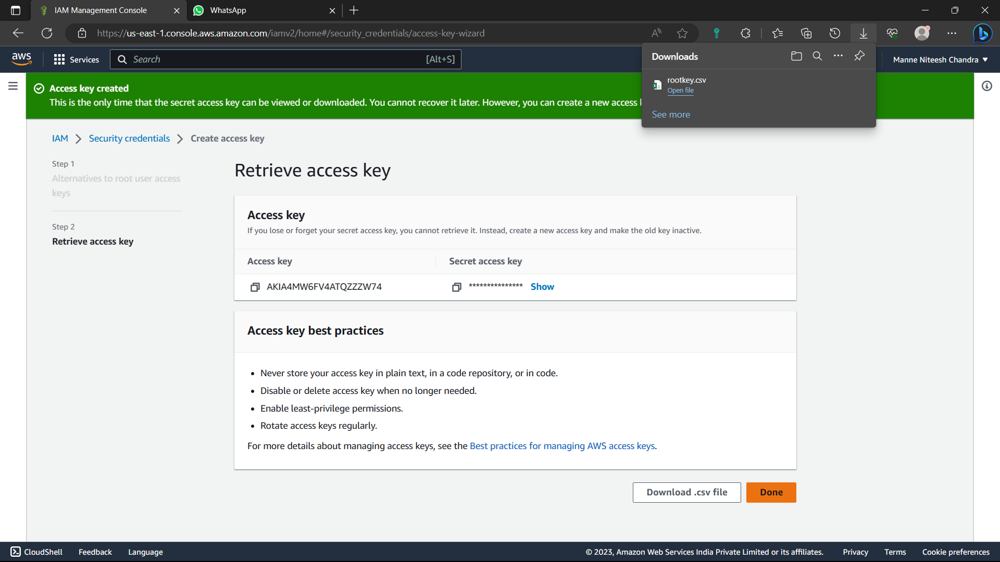 IAM Management Console
WhatsApp
https://us-east-1.console.aws.amazon.com/iamv2/home#/security_credentials/access-key-wizard
aws
Services
Search
[Alt+S]
Manne Niteesh Chandra
Downloads
rootkey.csv
Open file
See more
Access key created
This is the only time that the secret access key can be viewed or downloaded. You cannot recover it later. However, you can create a new access
IAM
Security credentials
Create access key
Step 1
Alternatives to root user access
keys
Step 2
Retrieve access key
Retrieve access key
Access key
If you lose or forget your secret access key, you cannot retrieve it. Instead, create a new access key and make the old key inactive.
Access key
Secret access key
AKIA4MW6FV4ATQZZZW74
***************
Show
Access key best practices
• Never store your access key in plain text, in a code repository, or in code.
• Disable or delete access key when no longer needed.
• Enable least-privilege permissions.
• Rotate access keys regularly.
For more details about managing access keys, see the Best practices for managing AWS access keys.
Download .csv file
Done
CloudShell
Feedback
Language
© 2023, Amazon Web Services India Private Limited or its affiliates.
Privacy
Terms
Cookie preferences